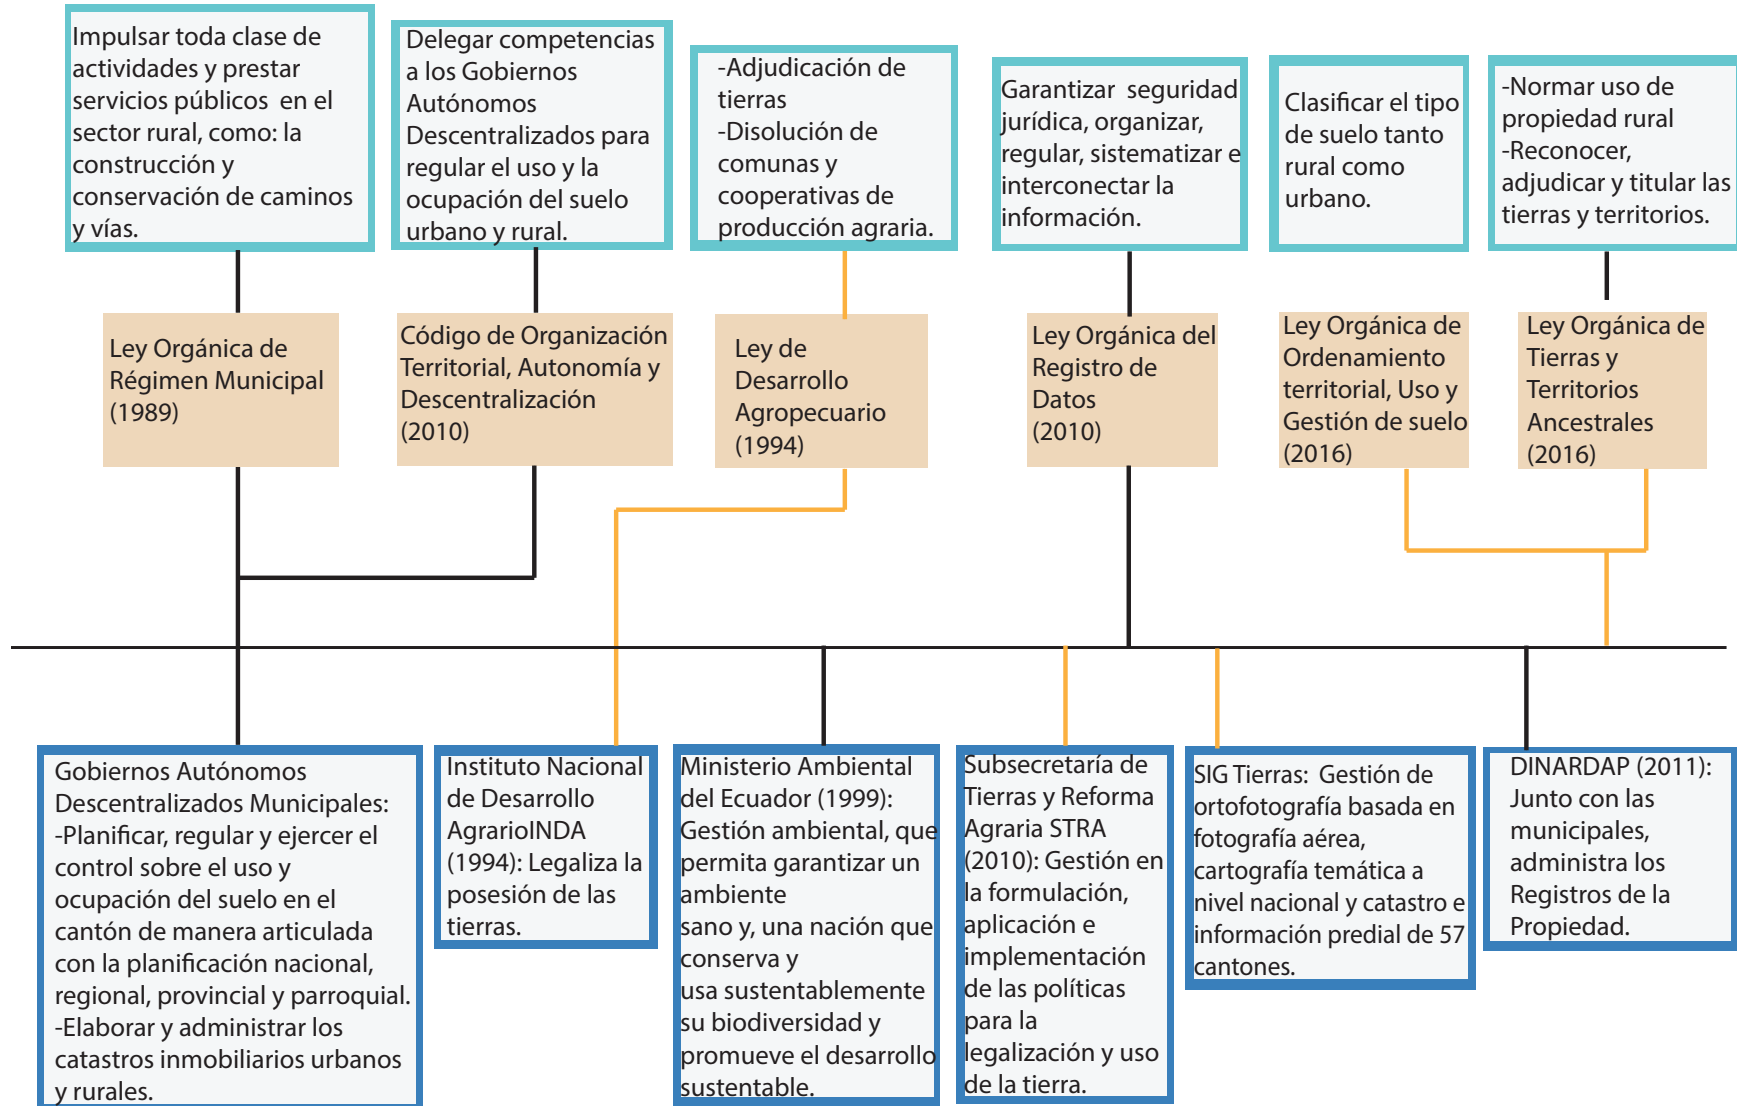 Impulsar toda clase de
actividades y prestar
servicios públicos en el
sector rural, como: la
construcción y
conservación de caminos
y vías.
Delegar competencias
a los Gobiernos
Autónomos
Descentralizados para
regular el uso y la
ocupación del suelo
urbano y rural.
-Adjudicación de
tierras
-Disolución de
comunas y
cooperativas de
producción agraria.
Garantizar seguridad
jurídica, organizar,
regular, sistematizar e
interconectar la
información.
Clasificar el tipo
de suelo tanto
rural como
urbano.
-Normar uso de
propiedad rural
-Reconocer,
adjudicar y titular las
tierras y territorios.
Ley Orgánica de
Régimen Municipal
(1989)
Código de Organización
Territorial, Autonomía y
Descentralización
(2010)
Ley de
Desarrollo
Agropecuario
(1994)
Ley Orgánica del
Registro de
Datos
(2010)
Ley Orgánica de
Ordenamiento
territorial, Uso y
Gestión de suelo
(2016)
Ley Orgánica de
Tierras y
Territorios
Ancestrales
(2016)
Gobiernos Autónomos
Descentralizados Municipales:
-Planificar, regular y ejercer el
control sobre el uso y
ocupación del suelo en el
cantón de manera articulada
con la planificación nacional,
regional, provincial y parroquial.
-Elaborar y administrar los
catastros inmobiliarios urbanos
y rurales.
Instituto Nacional
de Desarrollo
AgrarioINDA
(1994): Legaliza la
posesión de las
tierras.
Ministerio Ambiental
del Ecuador (1999):
Gestión ambiental, que
permita garantizar un
ambiente
sano y, una nación que
conserva y
usa sustentablemente
su biodiversidad y
promueve el desarrollo
sustentable.
Subsecretaría de
Tierras y Reforma
Agraria STRA
(2010): Gestión en
la formulación,
aplicación e
implementación
de las políticas
para la
legalización y uso
de la tierra.
SIG Tierras: Gestión de
ortofotografía basada en
fotografía aérea,
cartografía temática a
nivel nacional y catastro e
información predial de 57
cantones.
DINARDAP (2011):
Junto con las
municipales,
administra los
Registros de la
Propiedad.